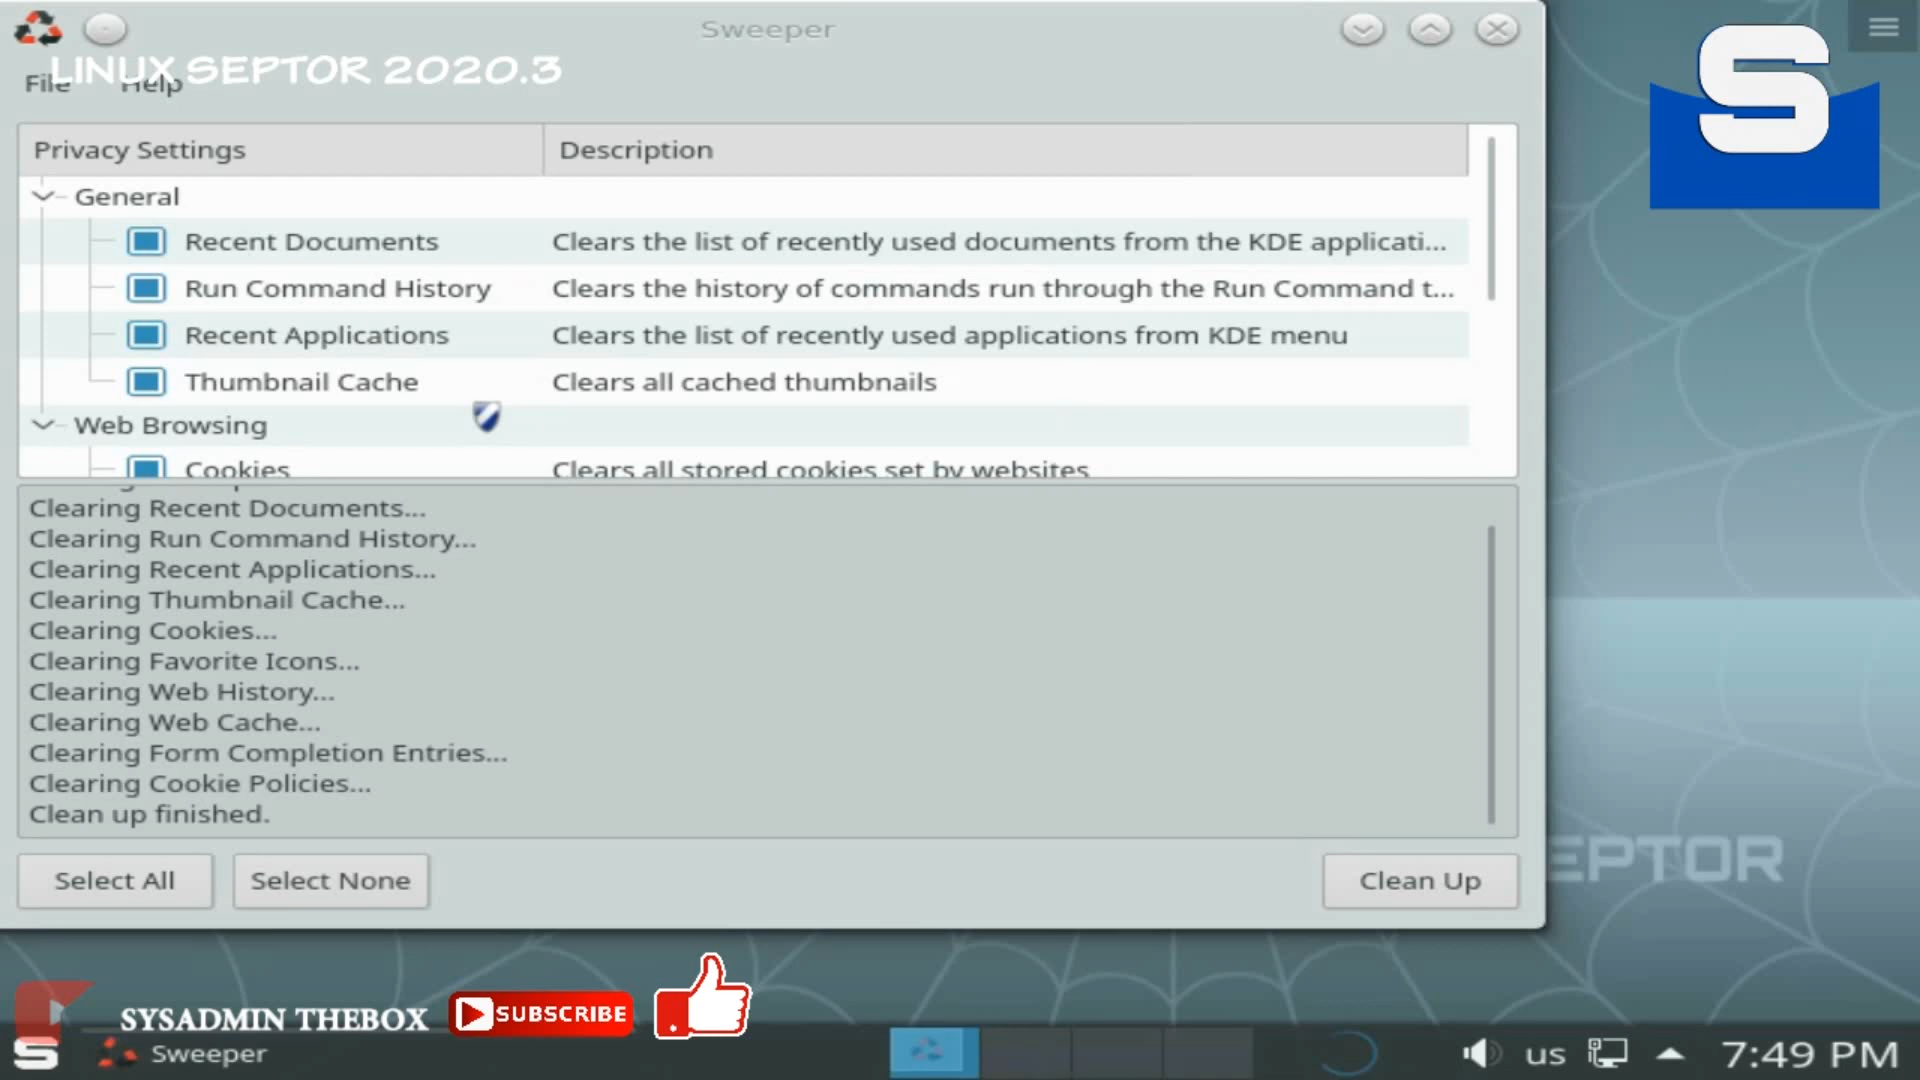 Sweeper
LINUX SEPTOR 2020.3
File Help
Privacy Settings Description
General
Recent Documents Clears the list of recently used documents from the KDE applicati...
Run Command History Clears the history of commands run through the Run Command t...
Recent Applications Clears the list of recently used applications from KDE menu
Thumbnail Cache Clears all cached thumbnails
Web Browsing
Cookies Clears all stored cookies set by websites
Clearing Recent Documents...
Clearing Run Command History...
Clearing Recent Applications...
Clearing Thumbnail Cache...
Clearing Cookies...
Clearing Favorite Icons...
Clearing Web History...
Clearing Web Cache...
Clearing Form Completion Entries...
Clearing Cookie Policies...
Clean up finished.
Select All Select None Clean Up
EPTOR
S
SYSADMIN THEBOX SUBSCRIBE
S Sweeper us 7:49 PM